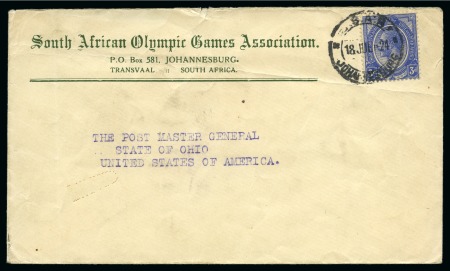 South African Olympic Games Association.
P.O. Box 581, JOHANNESBURG.
TRANSVAAL SOUTH AFRICA.
THE POST MASTER GENERAL
STATE OF OHIO
UNITED STATES OF AMERICA.